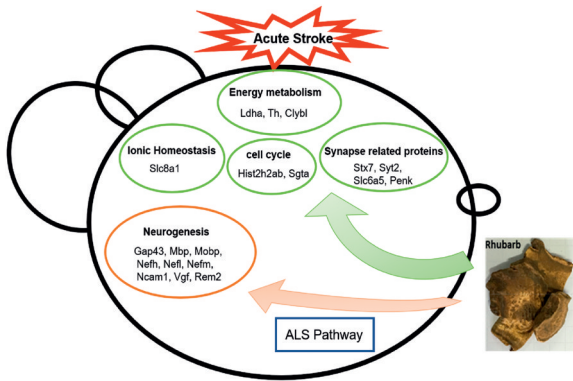 Acute Stroke
Energy metabolism
Ldha, Th, Clybl
Ionic Homeostasis
Slc8a1
cell cycle
Hist2h2ab, Sgta
Synapse related proteins
Stx7, Syt2,
Slc6a5, Penk
Neurogenesis
Gap43, Mbp, Mobp,
Nefh, Nefl, Nefm,
Ncam1, Vgf, Rem2
Rhubarb
ALS Pathway